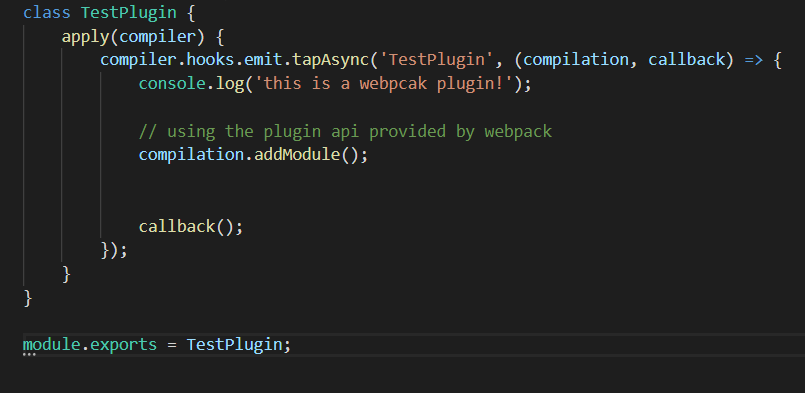 class TestPlugin {
    apply(compiler) {
        compiler.hooks.emit.tapAsync('TestPlugin', (compilation, callback) => {
            console.log('this is a webpcak plugin!');
            // using the plugin api provided by webpack
            compilation.addModule();
            callback();
        });
    }
}
module.exports = TestPlugin;